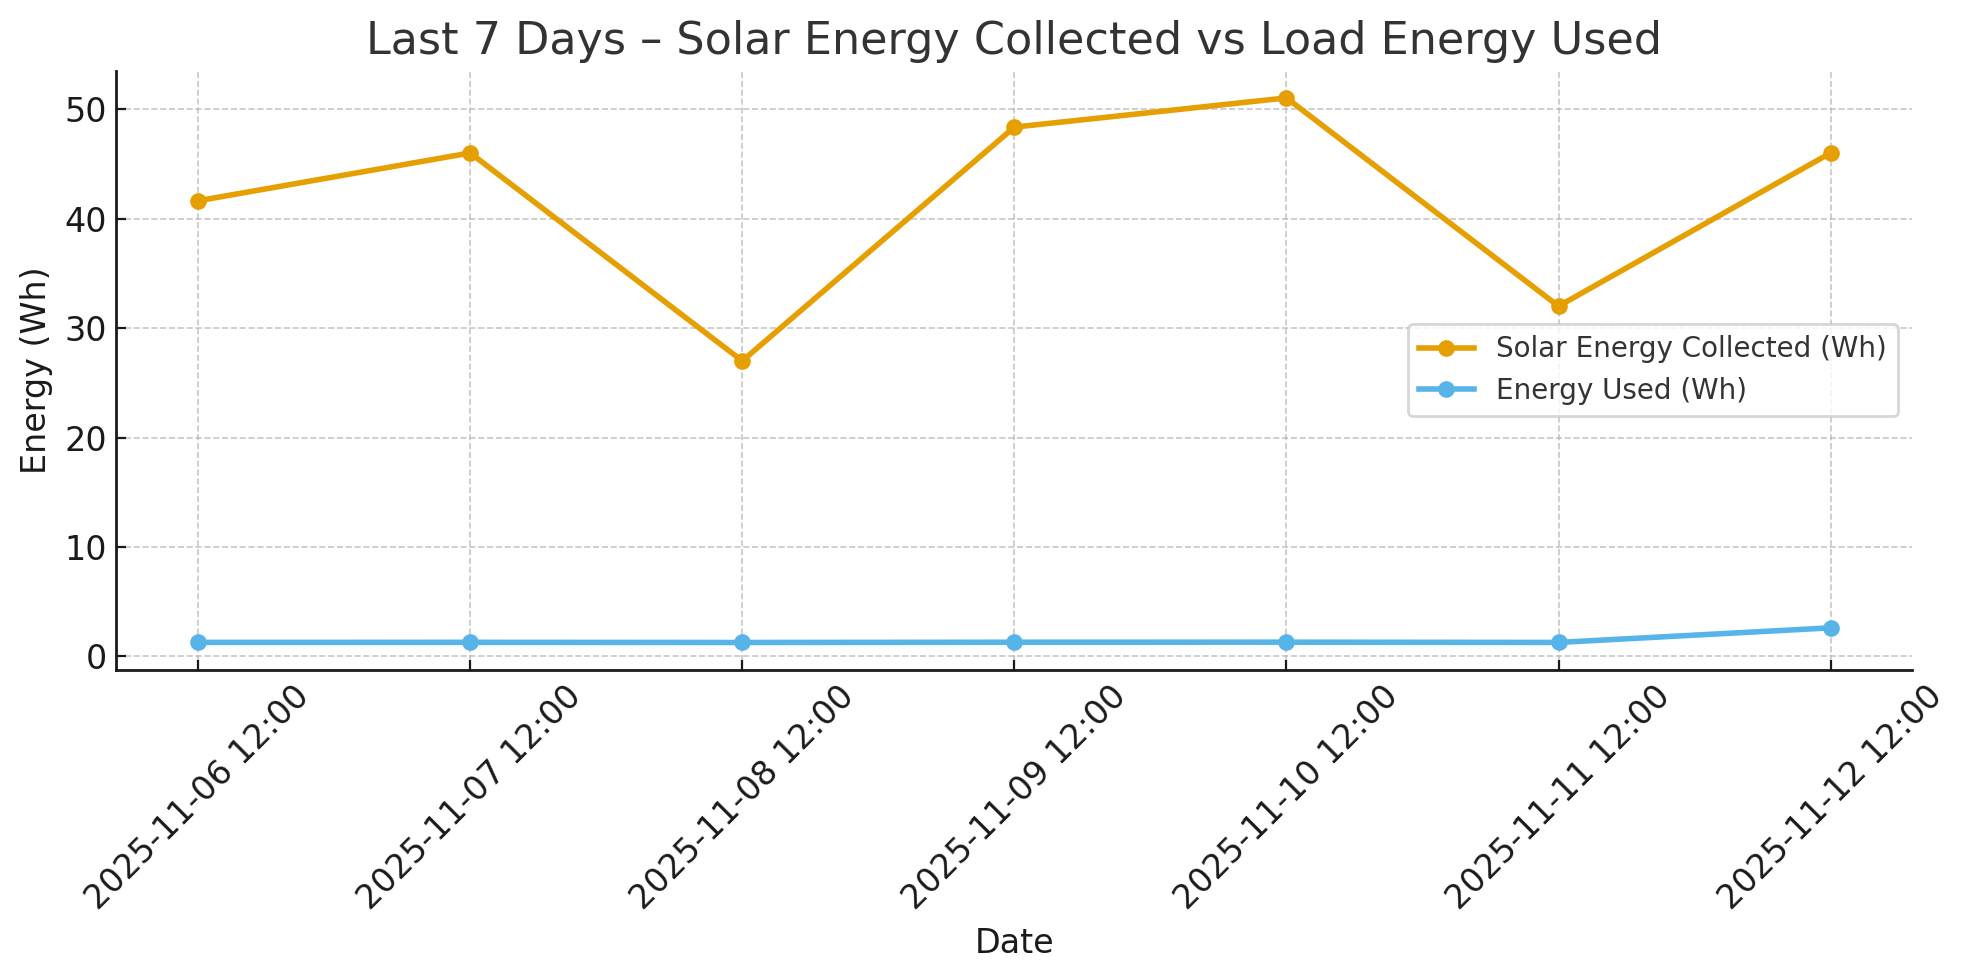 Last 7 Days – Solar Energy Collected vs Load Energy Used
Energy (Wh)
50
40
30
20
10
0
Solar Energy Collected (Wh)
Energy Used (Wh)
2025-11-06 12:00
2025-11-07 12:00
2025-11-08 12:00
2025-11-09 12:00
2025-11-10 12:00
2025-11-11 12:00
2025-11-12 12:00
Date